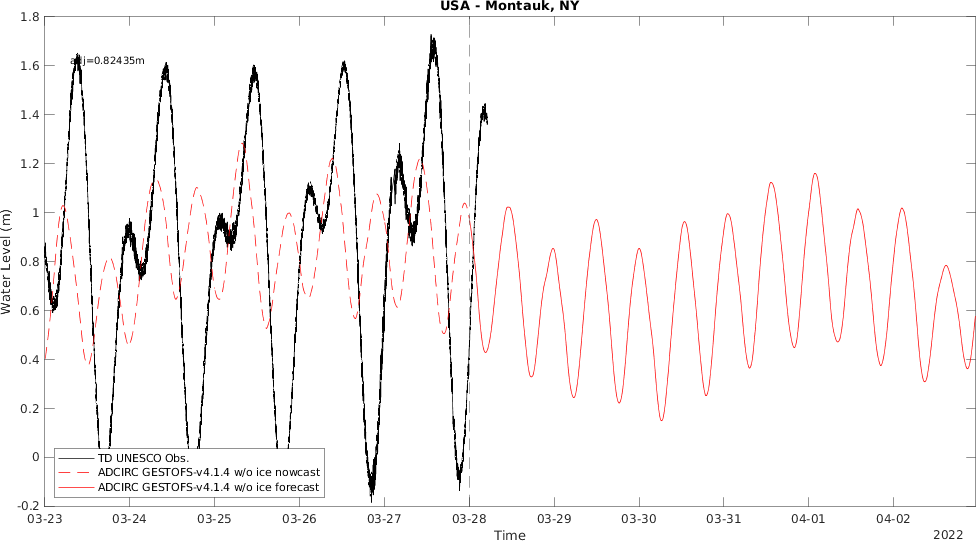 USA - Montauk, NY
1.8
1.6
1.4
1.2
1
0.8
0.6
0.4
0.2
0
-0.2
Water Level (m)
adj=0.82435m
TD UNESCO Obs.
ADCIRC GESTOFS-v4.1.4 w/o ice nowcast
ADCIRC GESTOFS-v4.1.4 w/o ice forecast
03-23 03-24 03-25 03-26 03-27 03-28 03-29 03-30 03-31 04-01 04-02
Time
2022